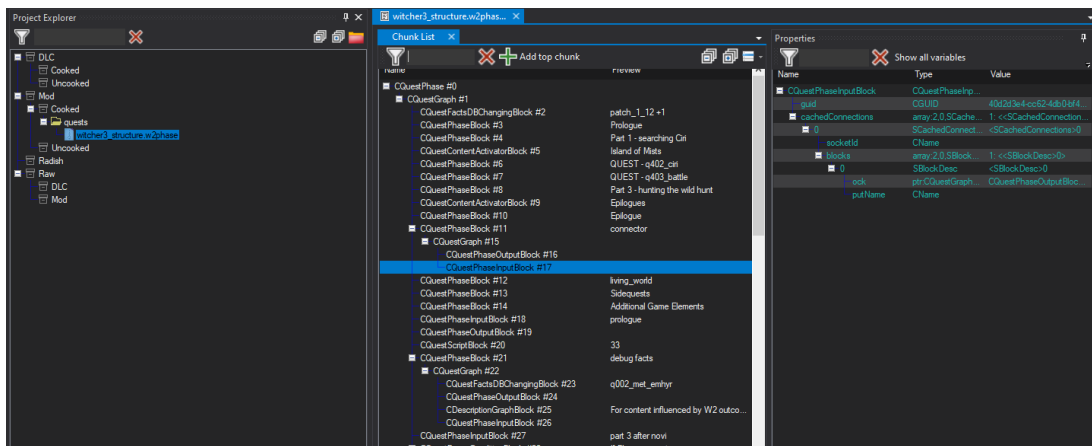 Project Explorer
DLC
Cooked
Uncooked
Mod
Cooked
quests
witcher3_structure.w2phase
Uncooked
Radish
Raw
DLC
Mod
witcher3_structure.w2phas...
Chunk List
Add top chunk
Name Preview
CQuestPhase #0
CQuestGraph #1
CQuestFactsDBChangingBlock #2 patch_1_12 +1
CQuestPhaseBlock #3 Prologue
CQuestPhaseBlock #4 Part 1 - searching Ciri
CQuestContentActivatorBlock #5 Island of Mists
CQuestPhaseBlock #6 QUEST - q402_ciri
CQuestPhaseBlock #7 QUEST - q403_battle
CQuestPhaseBlock #8 Part 3 - hunting the wild hunt
CQuestContentActivatorBlock #9 Epilogues
CQuestPhaseBlock #10 Epilogue
CQuestPhaseBlock #11 connector
CQuestGraph #15
CQuestPhaseOutputBlock #16
CQuestPhaseInputBlock #17
CQuestPhaseBlock #12 living_world
CQuestPhaseBlock #13 Sidequests
CQuestPhaseBlock #14 Additional Game Elements
CQuestPhaseInputBlock #18 prologue
CQuestPhaseOutputBlock #19
CQuestScriptBlock #20 33
CQuestPhaseBlock #21 debug facts
CQuestGraph #22
CQuestFactsDBChangingBlock #23 q002_met_emhyr
CQuestPhaseOutputBlock #24
CDescriptionGraphBlock #25 For content influenced by W2 outco...
CQuestPhaseInputBlock #26
CQuestPhaseInputBlock #27 part 3 after novi
Properties
Show all variables
Name Type Value
CQuestPhaseInputBlock CQuestPhaseInp...
guid CGUID 40d2d3e4-cc62-4db0-bf4...
cachedConnections array:2,0,SCache... 1: <<SCachedConnection...
0 SCachedConnect... <SCachedConnections>0
socketId CName
blocks array:2,0,SBlock... 1: <<SBlockDesc>0>
0 SBlockDesc <SBlockDesc>0
ock ptr:CQuestGraph... CQuestPhaseOutputBloc...
putName CName